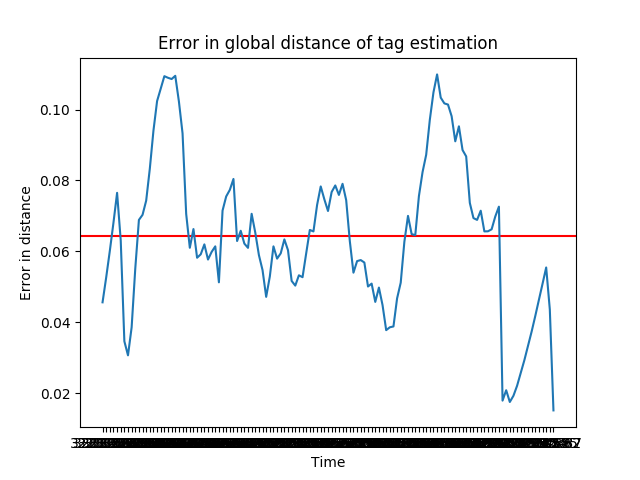 Error in global distance of tag estimation
0.10
0.08
0.06
0.04
0.02
Error in distance
Time